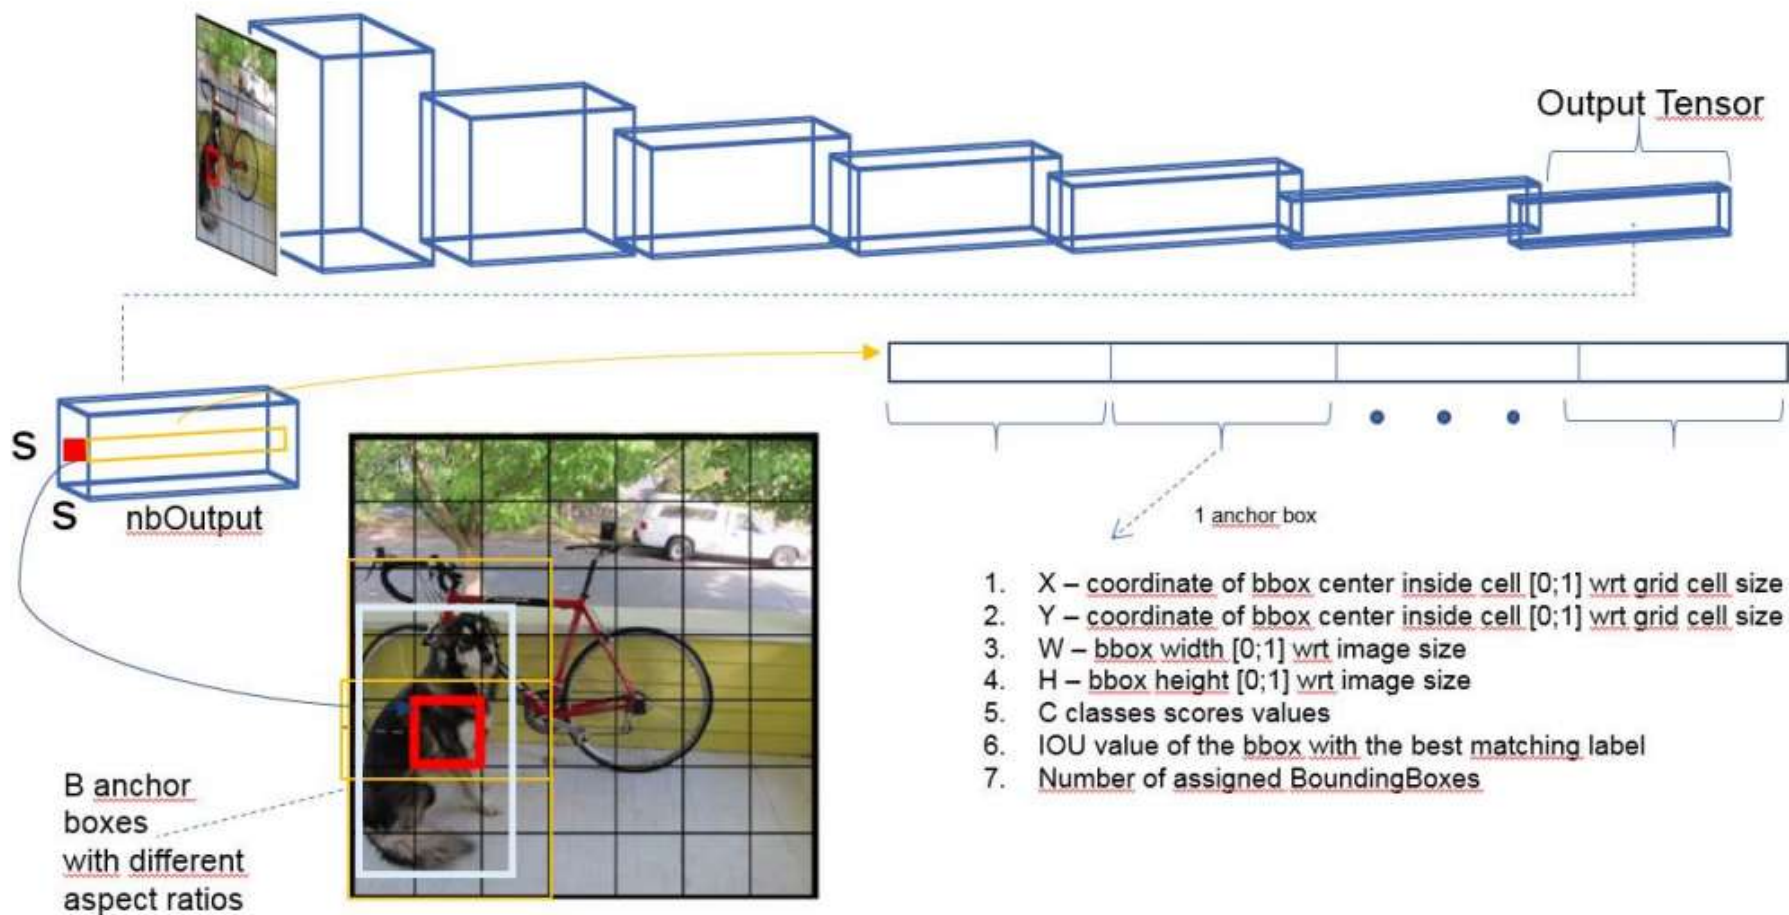 Output Tensor
S
S
nbOutput
1 anchor box
1. X – coordinate of bbox center inside cell [0;1] wrt grid cell size
2. Y – coordinate of bbox center inside cell [0;1] wrt grid cell size
3. W – bbox width [0;1] wrt image size
4. H – bbox height [0;1] wrt image size
5. C classes scores values
6. IOU value of the bbox with the best matching label
7. Number of assigned BoundingBoxes
B anchor
boxes
with different
aspect ratios